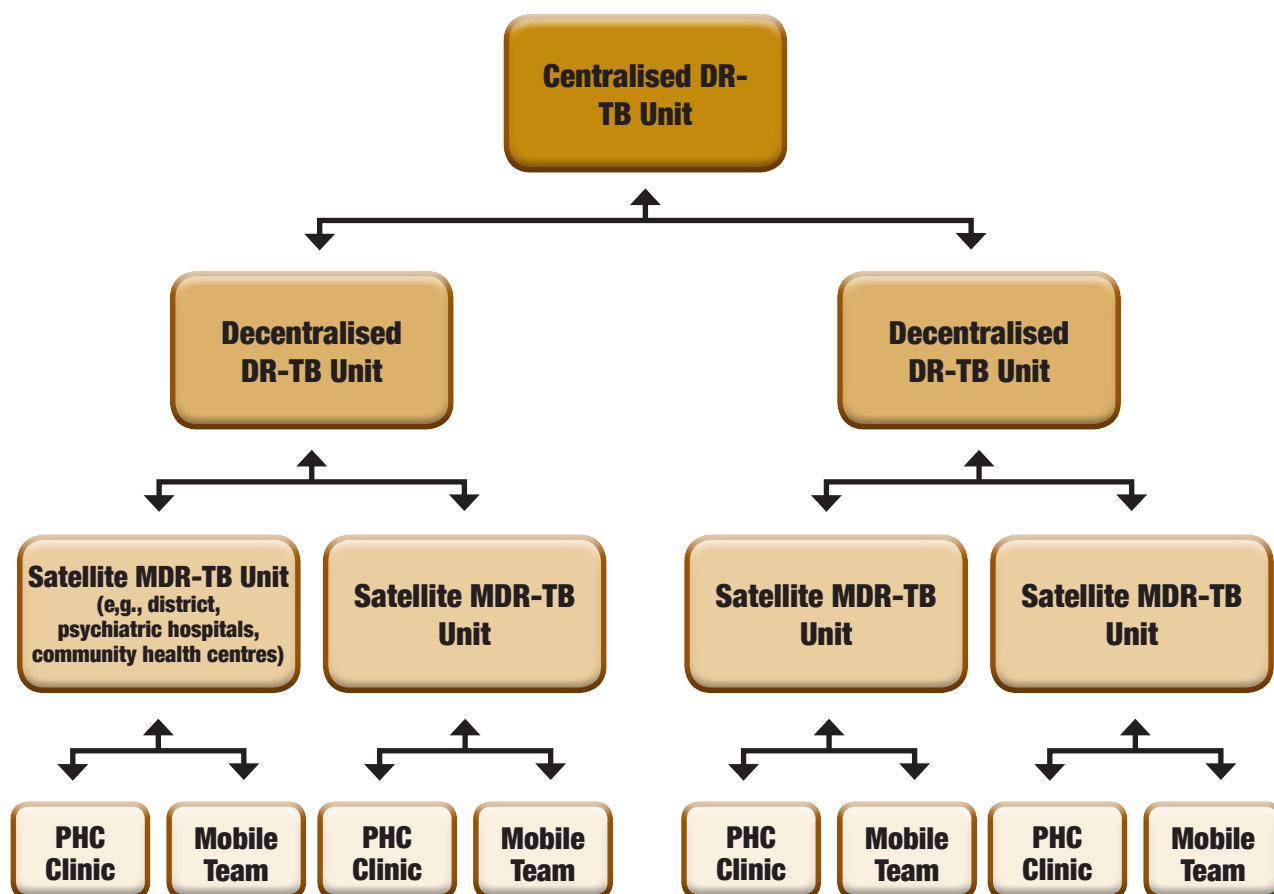 Centralised DR-
TB Unit
Decentralised
DR-TB Unit
Decentralised
DR-TB Unit
Satellite MDR-TB Unit
(e,g., district,
psychiatric hospitals,
community health centres)
Satellite MDR-TB
Unit
Satellite MDR-TB
Unit
Satellite MDR-TB
Unit
PHC
Clinic
Mobile
Team
PHC
Clinic
Mobile
Team
PHC
Clinic
Mobile
Team
PHC
Clinic
Mobile
Team